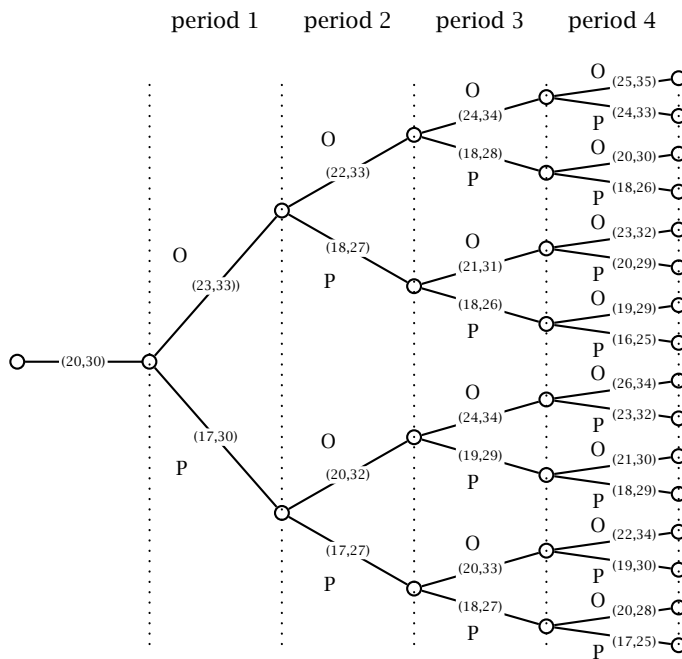 period 1 period 2 period 3 period 4
O (25,35)
O (24,34)
(24,33) P
O (22,33)
O (20,30)
(18,28) P
(18,26) P
O (23,33))
O (23,32)
O (21,31)
(18,27) P
(20,29) P
O (19,29)
(18,26) P
(16,25) P
(20,30)
O (26,34)
O (24,34)
(23,32) P
(17,30) P
O (20,32)
O (21,30)
(19,29) P
(18,29) P
O (22,34)
O (20,33)
(17,27) P
(19,30) P
O (20,28)
(18,27) P
(17,25) P